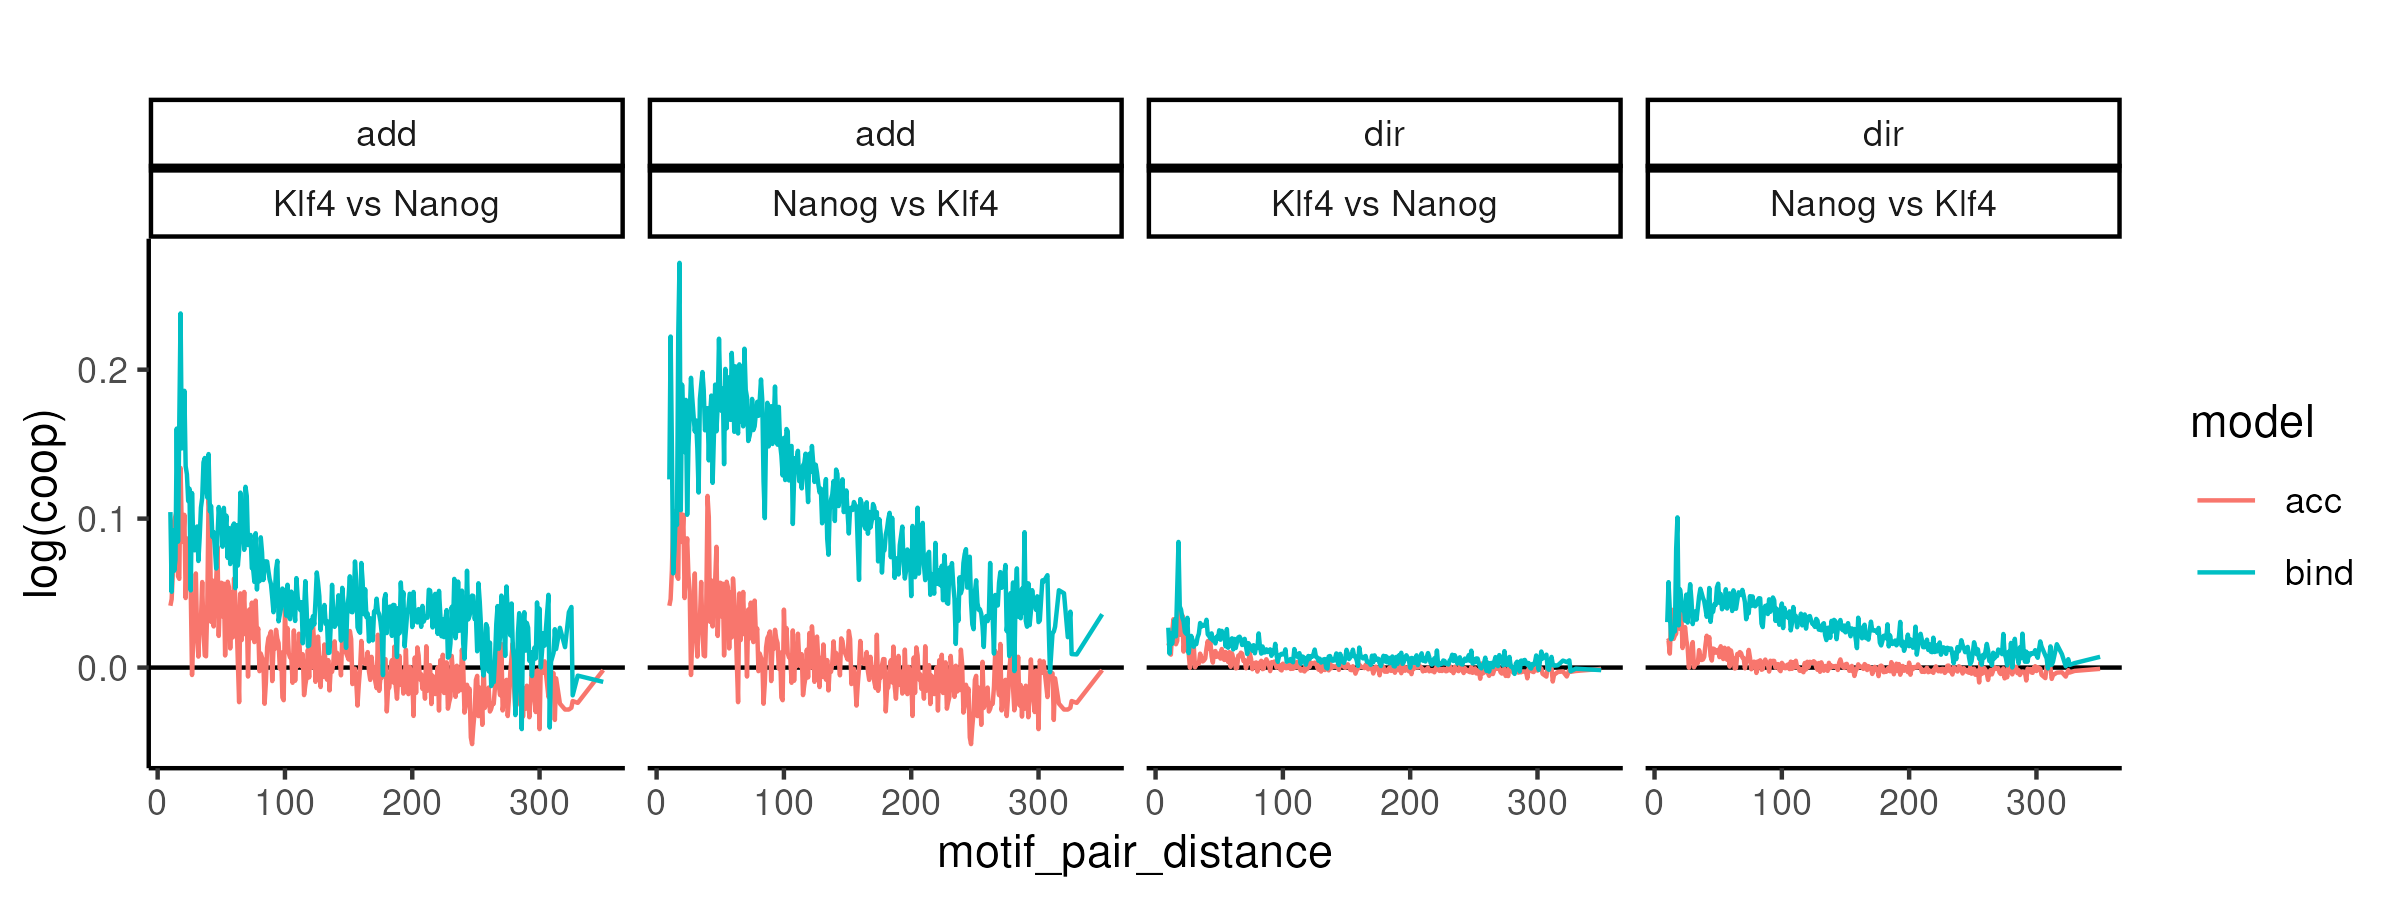 add add dir dir
Klf4 vs Nanog Nanog vs Klf4 Klf4 vs Nanog Nanog vs Klf4
log(coop)
0.2
0.1
0.0
0 100 200 300 0 100 200 300 0 100 200 300 0 100 200 300
motif_pair_distance
model
acc
bind